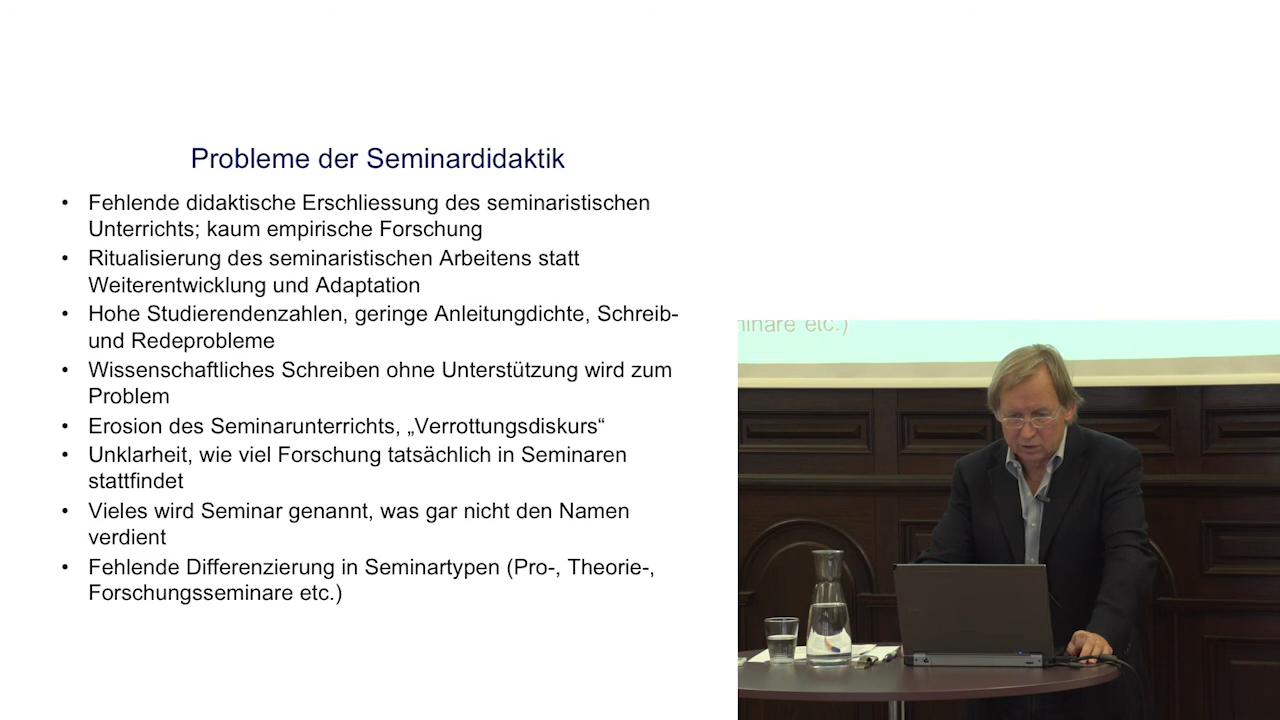 Probleme der Seminardidaktik
• Fehlende didaktische Erschliessung des seminaristischen
Unterrichts; kaum empirische Forschung
• Ritualisierung des seminaristischen Arbeitens statt
Weiterentwicklung und Adaptation
• Hohe Studierendenzahlen, geringe Anleitungdichte, Schreib-
und Redeprobleme
• Wissenschaftliches Schreiben ohne Unterstützung wird zum
Problem
• Erosion des Seminarunterrichts, „Verrottungsdiskurs“
• Unklarheit, wie viel Forschung tatsächlich in Seminaren
stattfindet
• Vieles wird Seminar genannt, was gar nicht den Namen
verdient
• Fehlende Differenzierung in Seminartypen (Pro-, Theorie-,
Forschungsseminare etc.)
inare etc.)